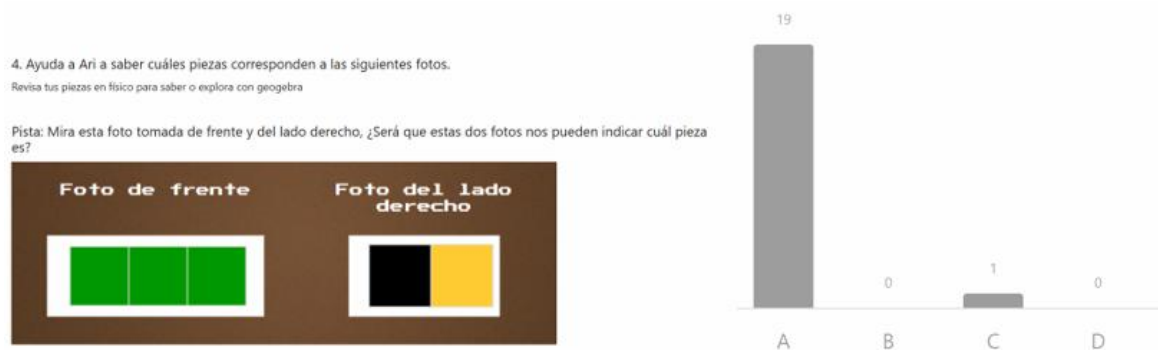 4. Ayuda a Ari a saber cuáles piezas corresponden a las siguientes fotos.
Revisa tus piezas en físico para saber o explora con geogebra
Pista: Mira esta foto tomada de frente y del lado derecho, ¿Será que estas dos fotos nos pueden indicar cuál pieza
es?
Foto de frente
Foto del lado
derecho
19
0
1
0
A
B
C
D